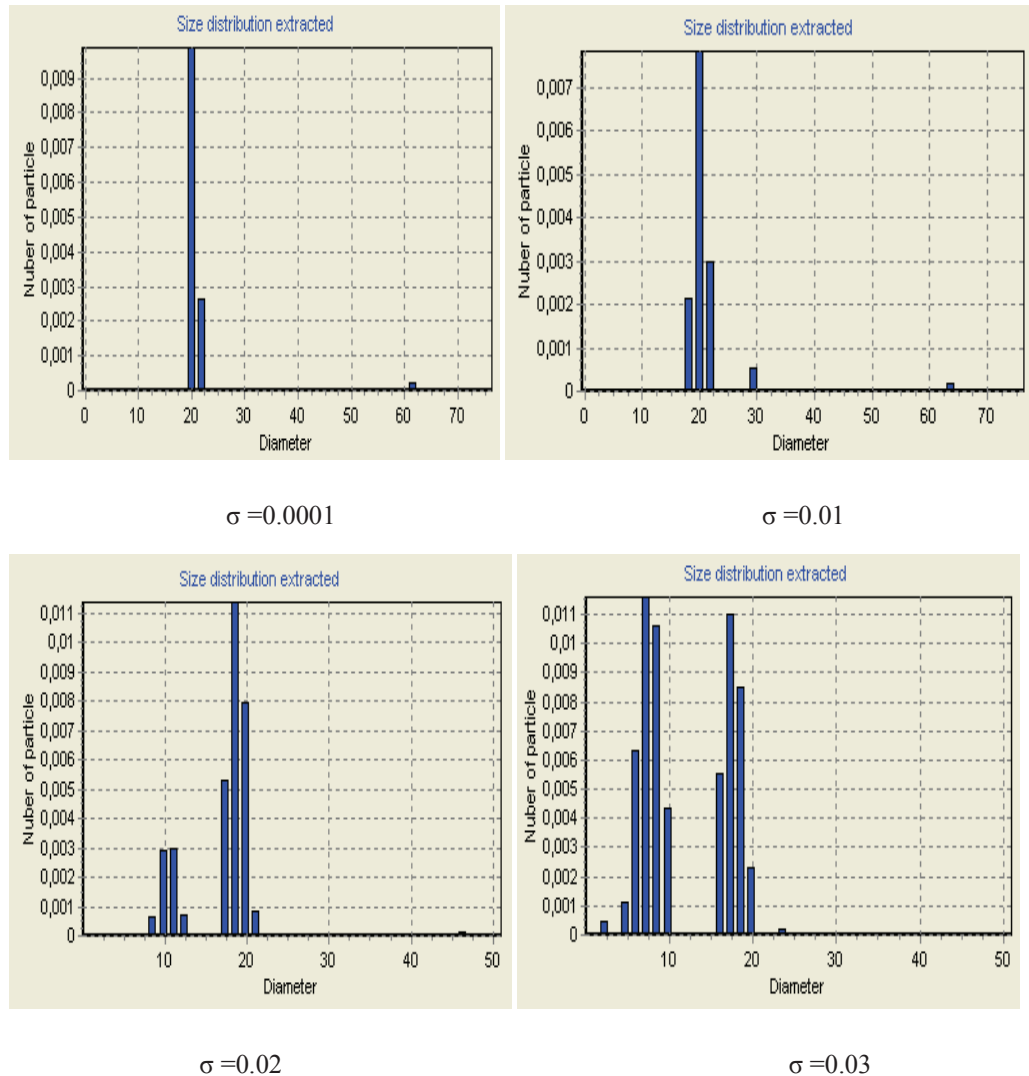 Size distribution extracted
Nuber of particle
0,009
0,008
0,007
0,006
0,005
0,004
0,003
0,002
0,001
0
0 10 20 30 40 50 60 70
Diameter
σ =0.0001
Size distribution extracted
Nuber of particle
0,007
0,006
0,005
0,004
0,003
0,002
0,001
0
0 10 20 30 40 50 60 70
Diameter
σ =0.01
Size distribution extracted
Nuber of particle
0,011
0,01
0,009
0,008
0,007
0,006
0,005
0,004
0,003
0,002
0,001
0
10 20 30 40 50
Diameter
σ =0.02
Size distribution extracted
Nuber of particle
0,011
0,01
0,009
0,008
0,007
0,006
0,005
0,004
0,003
0,002
0,001
0
10 20 30 40 50
Diameter
σ =0.03